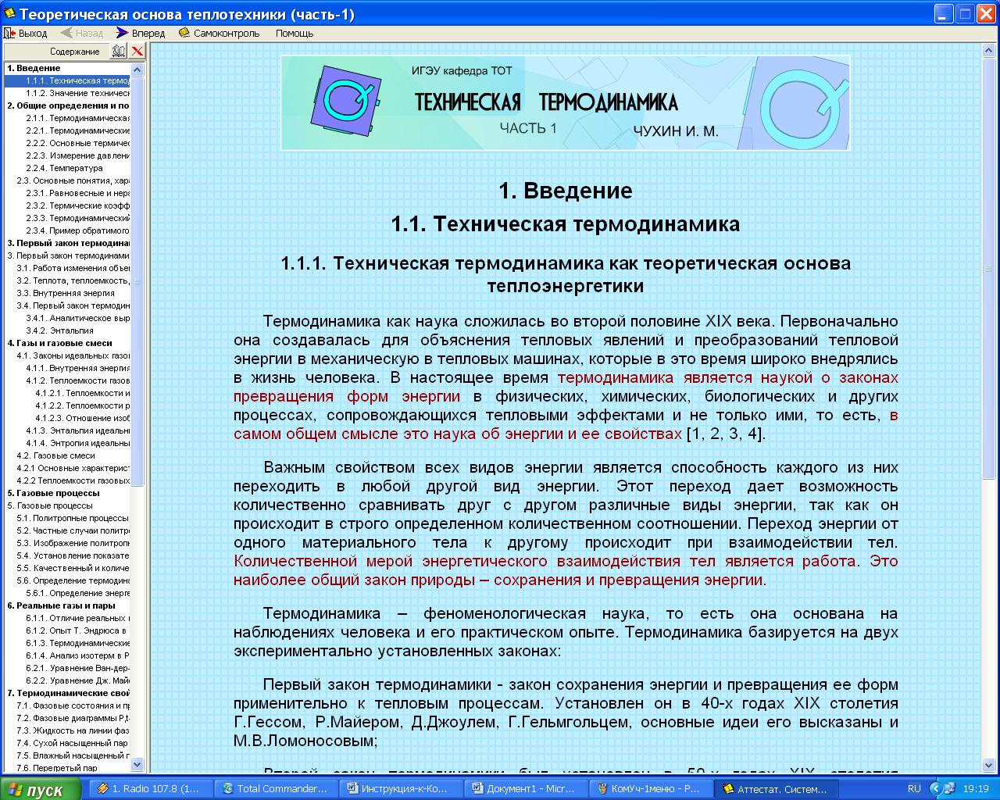 Теоретическая основа теплотехники (часть-1)
Выход Назад Вперед Самоконтроль Помощь
Содержание
1. Введение
1.1.1. Техническая термод
1.1.2. Значение техничес
2. Общие определения и по
2.1.1. Термодинамическая
2.2.1. Термодинамические
2.2.2. Основные термичес
2.2.3. Измерение давлени
2.2.4. Температура
2.3. Основные понятия, хар
2.3.1. Равновесные и нера
2.3.2. Термические коэфф
2.3.3. Термодинамический
2.3.4. Пример обратимого
3. Первый закон термодина
3. Первый закон термодинами
3.1. Работа изменения объе
3.2. Теплота, теплоемкость,
3.3. Внутренняя энергия
3.4. Первый закон термодин
3.4.1. Аналитическое выр
3.4.2. Энтальпия
4. Газы и газовые смеси
4.1. Законы идеальных газо
4.1.1. Внутренняя энергия
4.1.2. Теплоемкости газов
4.1.2.1. Теплоемкости и
4.1.2.2. Теплоемкости р
4.1.2.3. Отношение изоб
4.1.3. Энтальпия идеальн
4.1.4. Энтропия идеальны
4.2. Газовые смеси
4.2.1 Основные характерист
4.2.2 Теплоемкости газовых
5. Газовые процессы
5. Газовые процессы
5.1. Политропные процессы
5.2. Частные случаи политро
5.3. Изображение политропн
5.4. Установление показате
5.5. Качественный и количе
5.6. Определение термодина
5.6.1. Определение энерге
6. Реальные газы и пары
6.1.1. Отличие реальных г
6.1.2. Опыт Т. Эндрюса в
6.1.3. Термодинамические
6.1.4. Анализ изотерм в Р
6.2.1. Уравнение Ван-дер-
6.2.2. Уравнение Дж. Май
7. Термодинамические свой
7.1. Фазовые состояния и пр
7.2. Фазовые диаграммы P,t-
7.3. Жидкость на линии фаз
7.4. Сухой насыщенный пар
7.5. Влажный насыщенный п
7.6. Перегретый пар
ИГЭУ кафедра ТОТ
ТЕХНИЧЕСКАЯ ТЕРМОДИНАМИКА
ЧАСТЬ 1
ЧУХИН И. М.
1. Введение
1.1. Техническая термодинамика
1.1.1. Техническая термодинамика как теоретическая основа
теплоэнергетики
Термодинамика как наука сложилась во второй половине XIX века. Первоначально
она создавалась для объяснения тепловых явлений и преобразований тепловой
энергии в механическую в тепловых машинах, которые в это время широко внедрялись
в жизнь человека. В настоящее время термодинамика является наукой о законах
превращения форм энергии в физических, химических, биологических и других
процессах, сопровождающихся тепловыми эффектами и не только ими, то есть, в
самом общем смысле это наука об энергии и ее свойствах [1, 2, 3, 4].
Важным свойством всех видов энергии является способность каждого из них
переходить в любой другой вид энергии. Этот переход дает возможность
количественно сравнивать друг с другом различные виды энергии, так как он
происходит в строго определенном количественном соотношении. Переход энергии от
одного материального тела к другому происходит при взаимодействии тел.
Количественной мерой энергетического взаимодействия тел является работа. Это
наиболее общий закон природы – сохранения и превращения энергии.
Термодинамика – феноменологическая наука, то есть она основана на
наблюдениях человека и его практическом опыте. Термодинамика базируется на двух
экспериментально установленных законах:
Первый закон термодинамики - закон сохранения энергии и превращения ее форм
применительно к тепловым процессам. Установлен он в 40-х годах XIX столетия
Г.Гессом, Р.Майером, Д.Джоулем, Г.Гельмгольцем, основные идеи его высказаны и
М.В.Ломоносовым;
Второй закон термодинамики был установлен в 50-х годах XIX столетия
пуск 1. Radio 107.8 (1... Total Commander... Инструкция-к-Ко... Документ1 - Micr... КомУч-1меню - P... Аттестат. Систем... RU 19:19